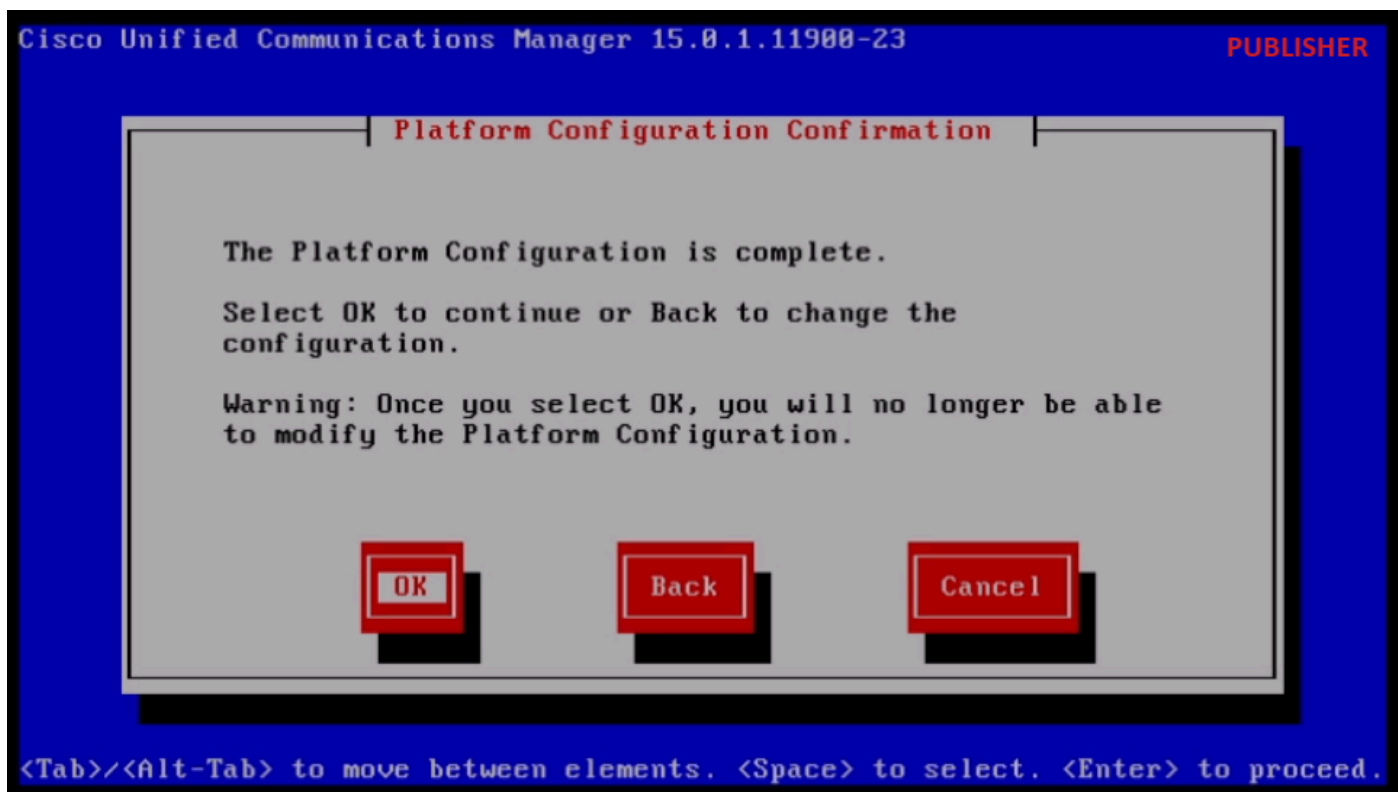 Cisco Unified Communications Manager 15.0.1.11900-23
PUBLISHER
Platform Configuration Confirmation
The Platform Configuration is complete.
Select OK to continue or Back to change the
configuration.
Warning: Once you select OK, you will no longer be able
to modify the Platform Configuration.
OK
Back
Cancel
<Tab>/<Alt-Tab> to move between elements. <Space> to select. <Enter> to proceed.